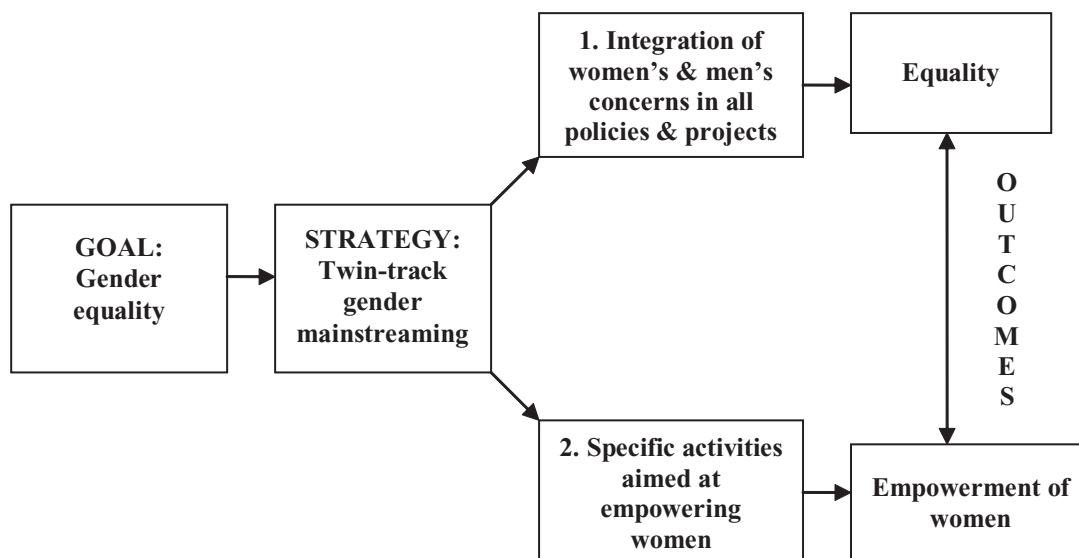 GOAL:
Gender
equality
STRATEGY:
Twin-track
gender
mainstreaming
1. Integration of
women’s & men’s
concerns in all
policies & projects
Equality
2. Specific activities
aimed at
empowering
women
Empowerment of
women
O
U
T
C
O
M
E
S